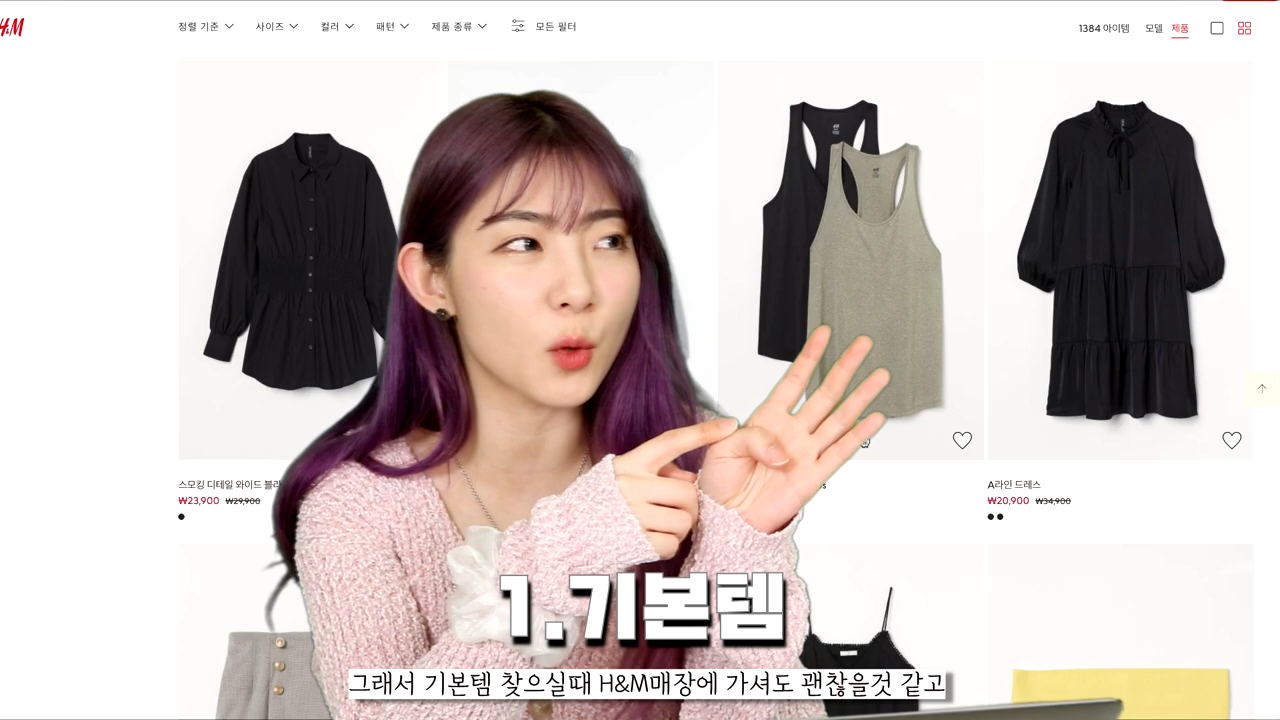 H&M
정렬 기준 사이즈 컬러 패턴 제품 종류 모든 필터 1384 아이템 모델 제품
스모킹 디테일 와이드 블라
₩23,900 ₩29,900
A라인 드레스
₩20,900 ₩34,900
1.기본템
그래서 기본템 찾으실때 H&M매장에 가셔도 괜찮을것 같고